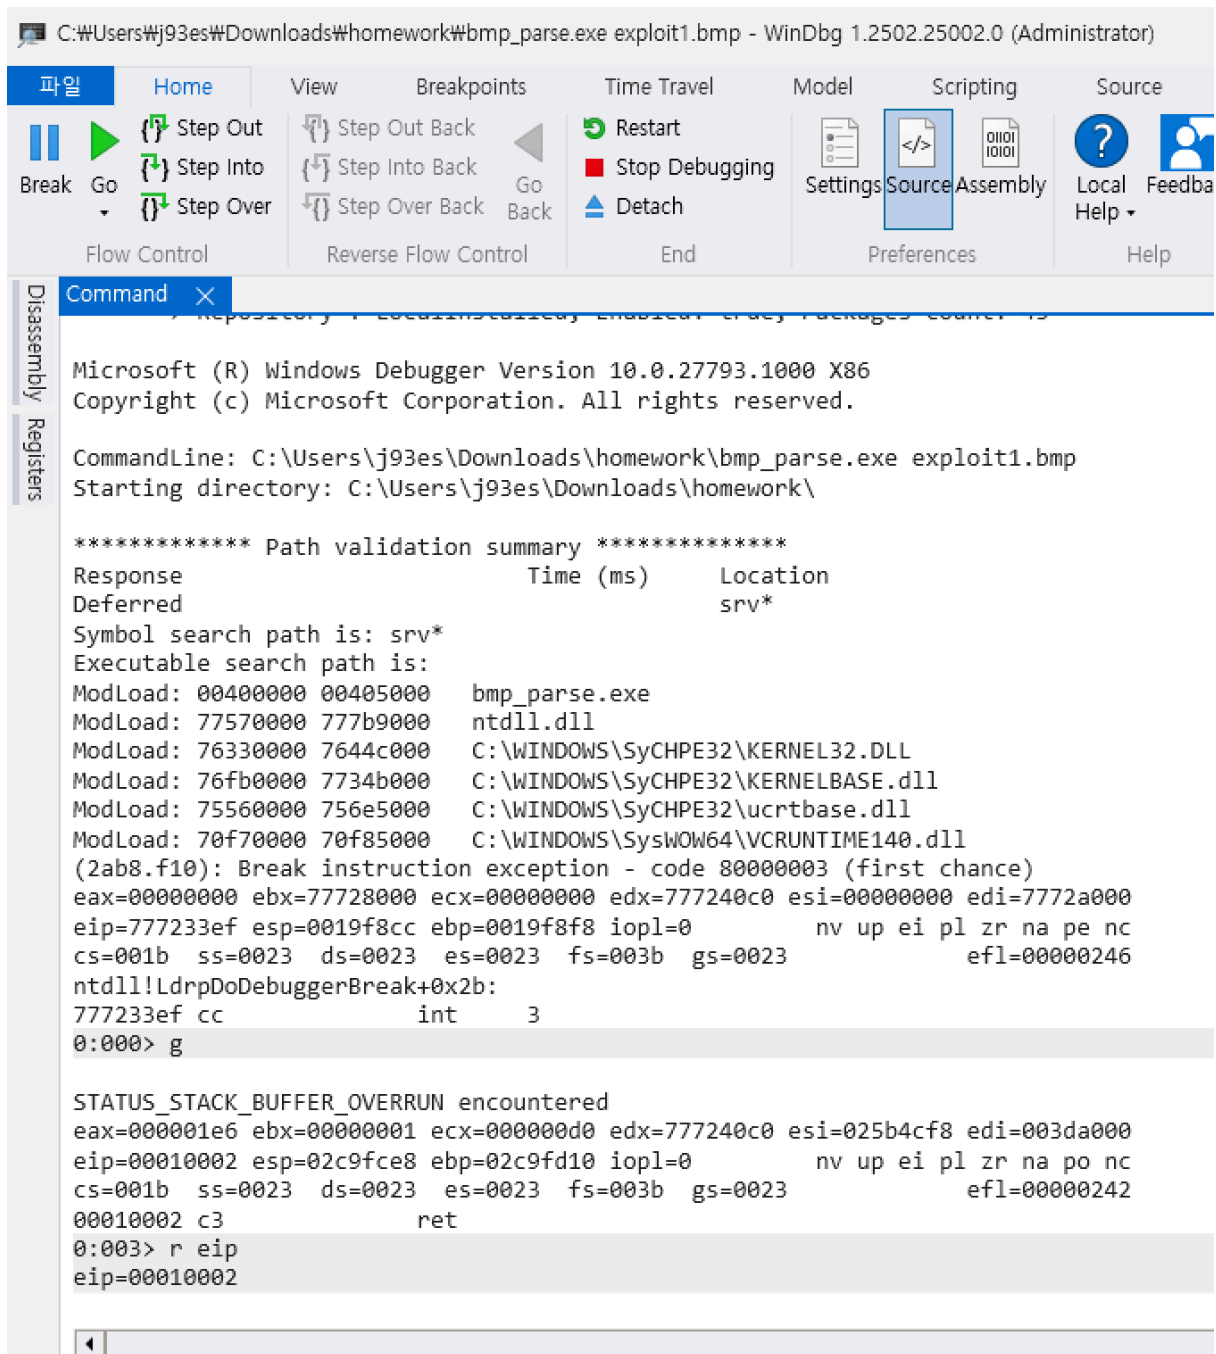 C:₩Users₩j93es₩Downloads₩homework₩bmp_parse.exe exploit1.bmp - WinDbg 1.2502.25002.0 (Administrator)
파일 Home View Breakpoints Time Travel Model Scripting Source
Break
Go
Step Out
Step Into
Step Over
Flow Control
Step Out Back
Step Into Back
Step Over Back
Go Back
Reverse Flow Control
Restart
Stop Debugging
Detach
End
Settings
Source
Assembly
Preferences
Local Help
Feedba
Help
Disassembly
Registers
Command
Microsoft (R) Windows Debugger Version 10.0.27793.1000 X86
Copyright (c) Microsoft Corporation. All rights reserved.
CommandLine: C:\Users\j93es\Downloads\homework\bmp_parse.exe exploit1.bmp
Starting directory: C:\Users\j93es\Downloads\homework\
************* Path validation summary **************
Response Time (ms) Location
Deferred srv*
Symbol search path is: srv*
Executable search path is:
ModLoad: 00400000 00405000 bmp_parse.exe
ModLoad: 77570000 777b9000 ntdll.dll
ModLoad: 76330000 7644c000 C:\WINDOWS\SyCHPE32\KERNEL32.DLL
ModLoad: 76fb0000 7734b000 C:\WINDOWS\SyCHPE32\KERNELBASE.dll
ModLoad: 75560000 756e5000 C:\WINDOWS\SyCHPE32\ucrtbase.dll
ModLoad: 70f70000 70f85000 C:\WINDOWS\SysWOW64\VCRUNTIME140.dll
(2ab8.f10): Break instruction exception - code 80000003 (first chance)
eax=00000000 ebx=77728000 ecx=00000000 edx=777240c0 esi=00000000 edi=7772a000
eip=777233ef esp=0019f8cc ebp=0019f8f8 iopl=0 nv up ei pl zr na pe nc
cs=001b ss=0023 ds=0023 es=0023 fs=003b gs=0023 efl=00000246
ntdll!LdrpDoDebuggerBreak+0x2b:
777233ef cc int 3
0:000> g
STATUS_STACK_BUFFER_OVERRUN encountered
eax=000001e6 ebx=00000001 ecx=000000d0 edx=777240c0 esi=025b4cf8 edi=003da000
eip=00010002 esp=02c9fce8 ebp=02c9fd10 iopl=0 nv up ei pl zr na po nc
cs=001b ss=0023 ds=0023 es=0023 fs=003b gs=0023 efl=00000242
00010002 c3 ret
0:003> r eip
eip=00010002